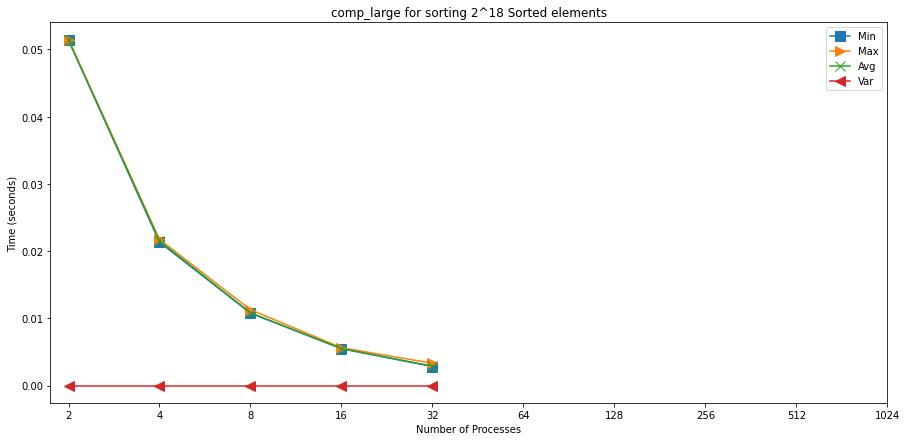 comp_large for sorting 2^18 Sorted elements
Min
Max
Avg
Var
Time (seconds)
0.05
0.04
0.03
0.02
0.01
0.00
2 4 8 16 32 64 128 256 512 1024
Number of Processes